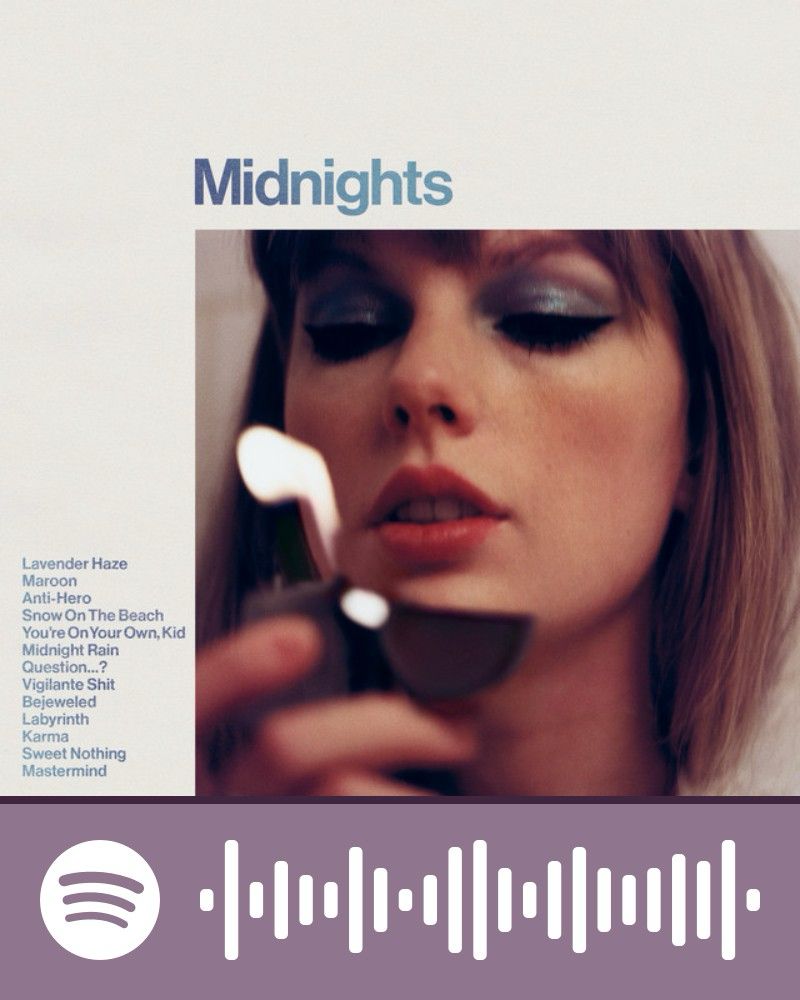 Midnights
Lavender Haze
Maroon
Anti-Hero
Snow On The Beach
You're On Your Own, Kid
Midnight Rain
Question...?
Vigilante Shit
Bejeweled
Labyrinth
Karma
Sweet Nothing
Mastermind